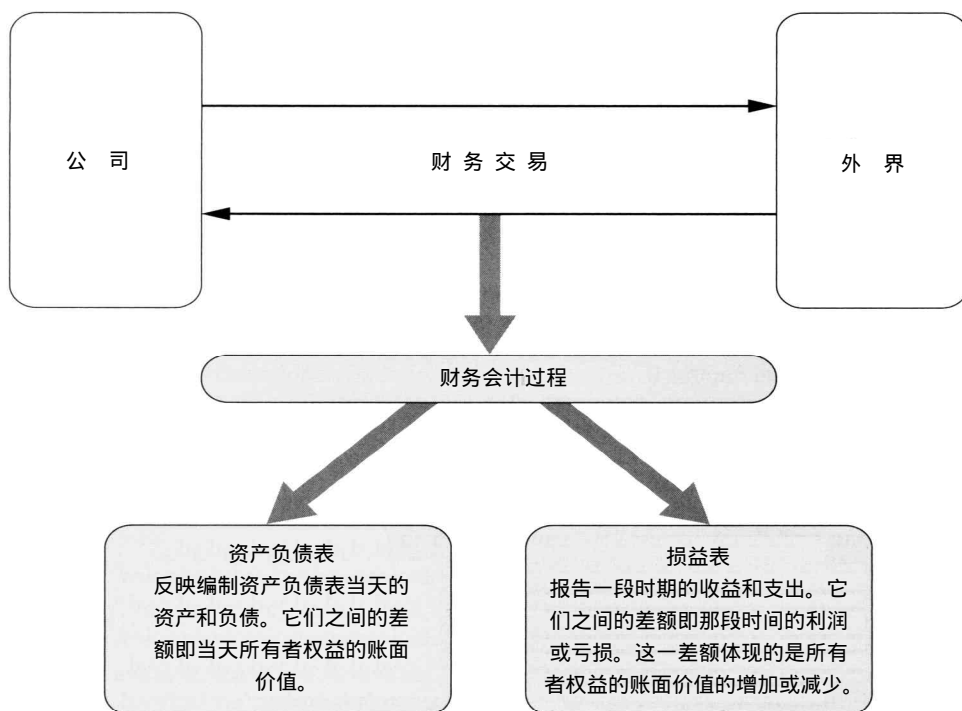 公 司
财 务 交 易
外 界
财务会计过程
资产负债表
反映编制资产负债表当天的
资产和负债。它们之间的差
额即当天所有者权益的账面
价值。
损益表
报告一段时期的收益和支出。它
们之间的差额即那段时间的利润
或亏损。这一差额体现的是所有
者权益的账面价值的增加或减少。